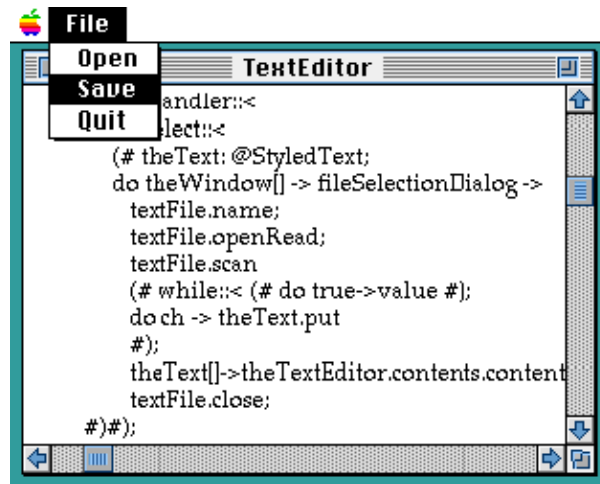 File
Open
Save
Quit
TextEditor
andler::<
lect::<
(# theText: @StyledText;
do theWindow[] -> fileSelectionDialog ->
textFile.name;
textFile.openRead;
textFile.scan
(# while::< (# do true->value #);
do ch -> theText.put
#);
theText[]->theTextEditor.contents.content
textFile.close;
#)#);